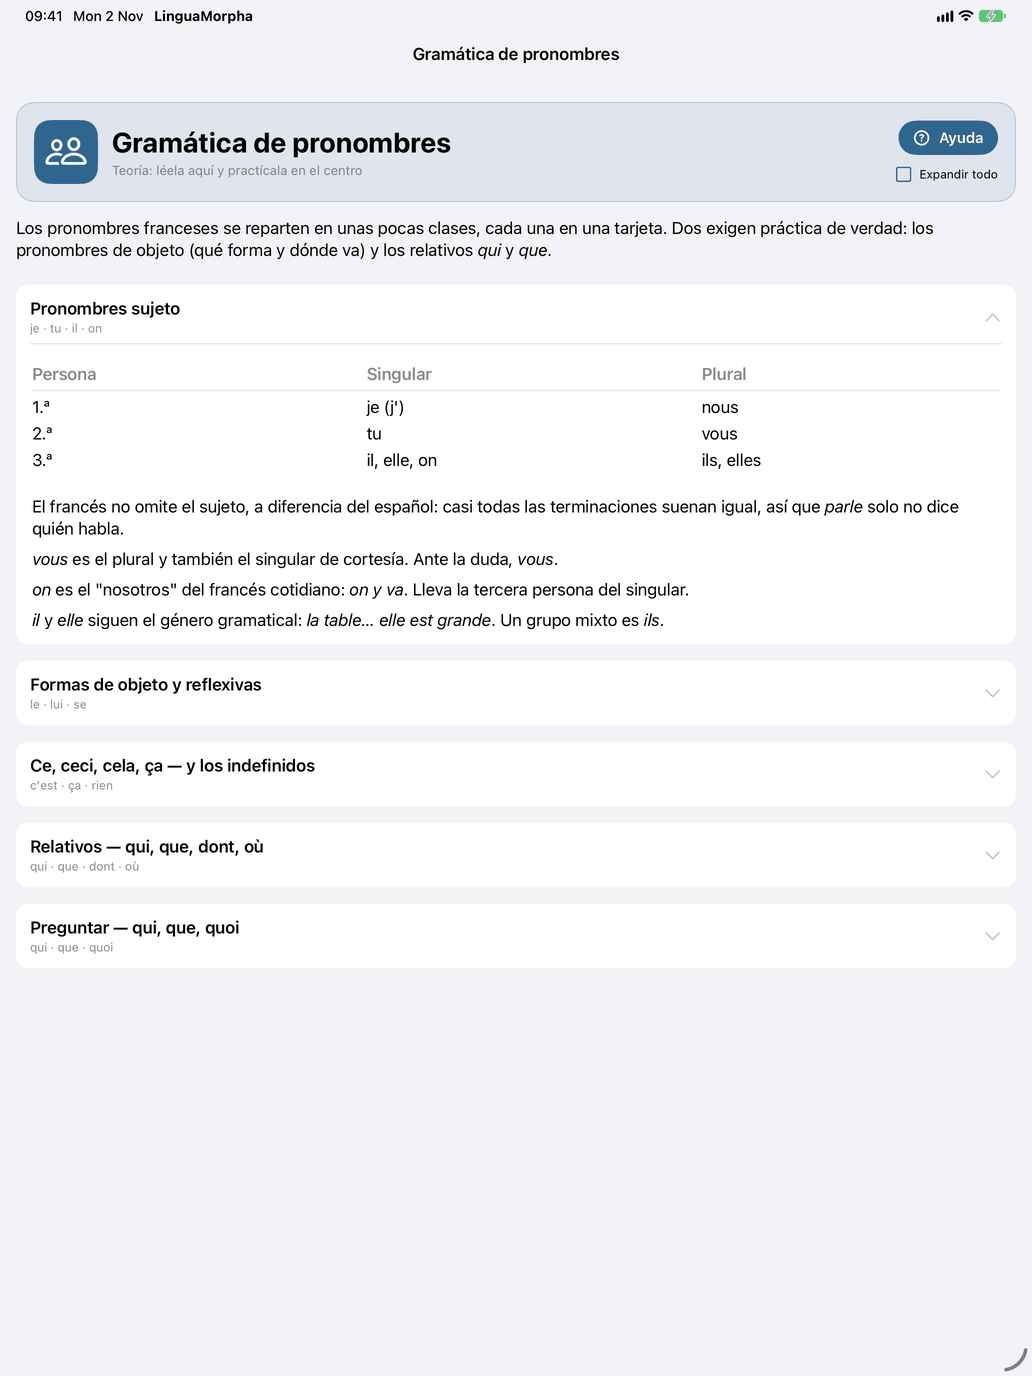 09:41 Mon 2 Nov LinguaMorpha
Gramática de pronombres
Gramática de pronombres
Teoría: léela aquí y practícala en el centro
Ayuda
Expandir todo
Los pronombres franceses se reparten en unas pocas clases, cada una en una tarjeta. Dos exigen práctica de verdad: los
pronombres de objeto (qué forma y dónde va) y los relativos qui y que.
Pronombres sujeto
je · tu · il · on
Persona Singular Plural
1.ª je (j') nous
2.ª tu vous
3.ª il, elle, on ils, elles
El francés no omite el sujeto, a diferencia del español: casi todas las terminaciones suenan igual, así que parle solo no dice
quién habla.
vous es el plural y también el singular de cortesía. Ante la duda, vous.
on es el "nosotros" del francés cotidiano: on y va. Lleva la tercera persona del singular.
il y elle siguen el género gramatical: la table… elle est grande. Un grupo mixto es ils.
Formas de objeto y reflexivas
le · lui · se
Ce, ceci, cela, ça — y los indefinidos
c'est · ça · rien
Relativos — qui, que, dont, où
qui · que · dont · où
Preguntar — qui, que, quoi
qui · que · quoi